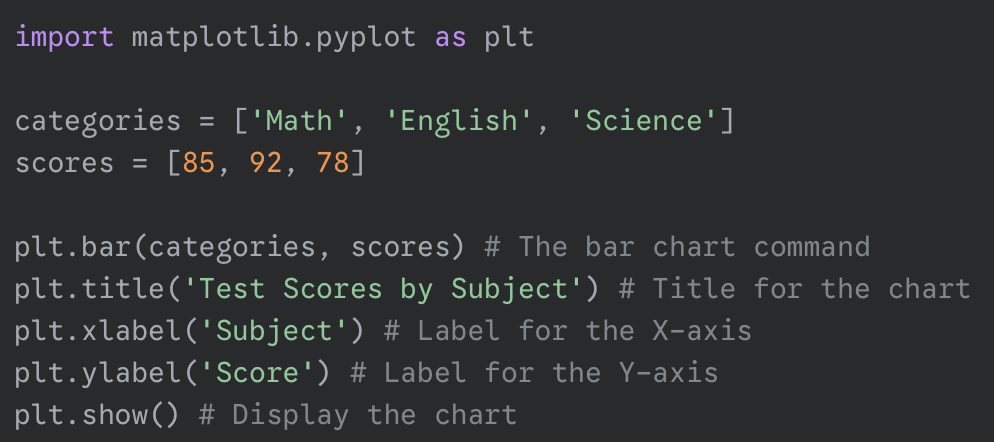 import matplotlib.pyplot as plt
categories = ['Math', 'English', 'Science']
scores = [85, 92, 78]
plt.bar(categories, scores) # The bar chart command
plt.title('Test Scores by Subject') # Title for the chart
plt.xlabel('Subject') # Label for the X-axis
plt.ylabel('Score') # Label for the Y-axis
plt.show() # Display the chart